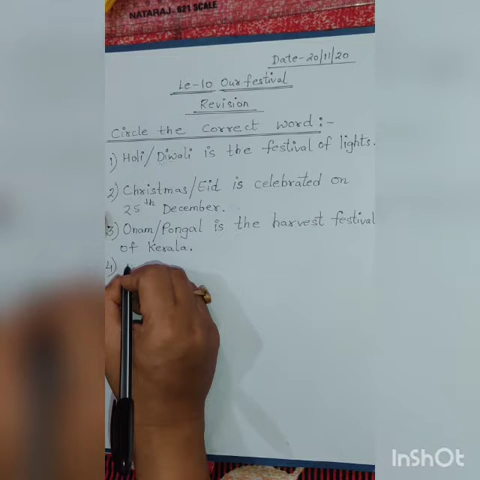 NATARAJ- 621 SCALE
Date-20/11/20
Le-10 Our festival
Revision
Circle the correct word:-
1) Holi/Diwali is the festival of lights.
2) Christmas/Eid is celebrated on
25th December.
3) Onam/Pongal is the harvest festival
of Kerala.
4)
InShOt